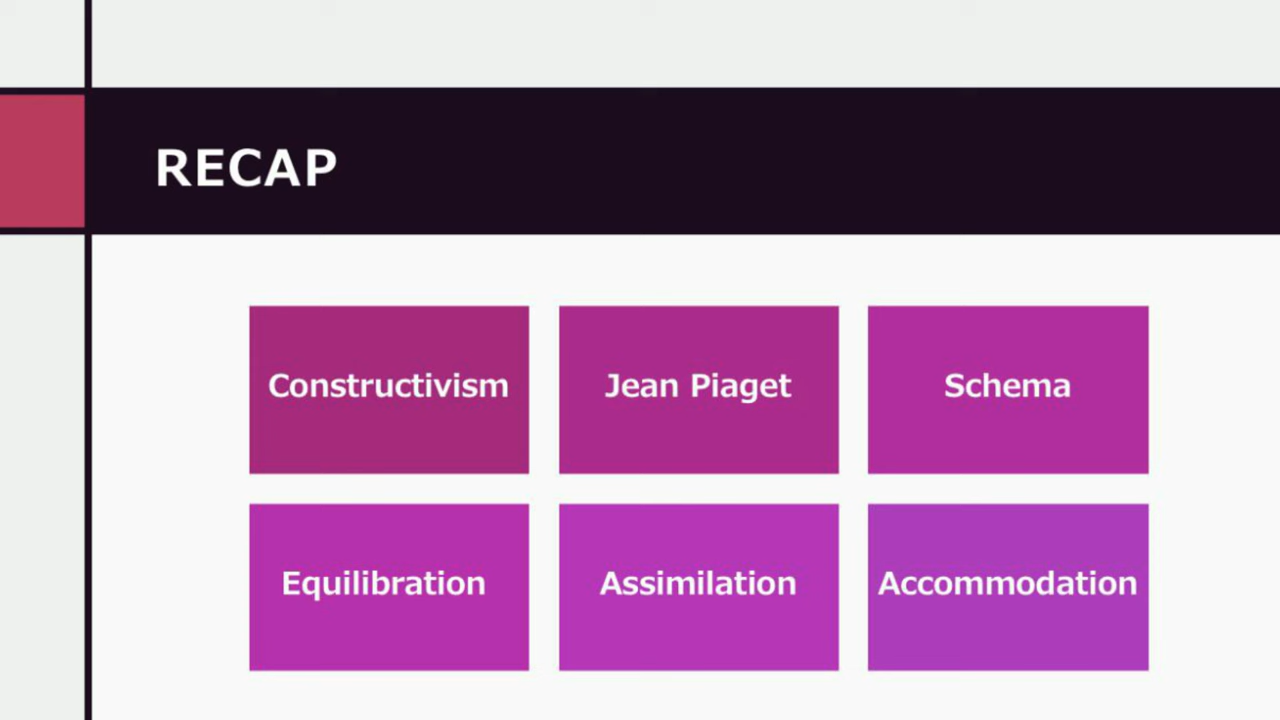 RECAP
Constructivism
Jean Piaget
Schema
Equilibration
Assimilation
Accommodation